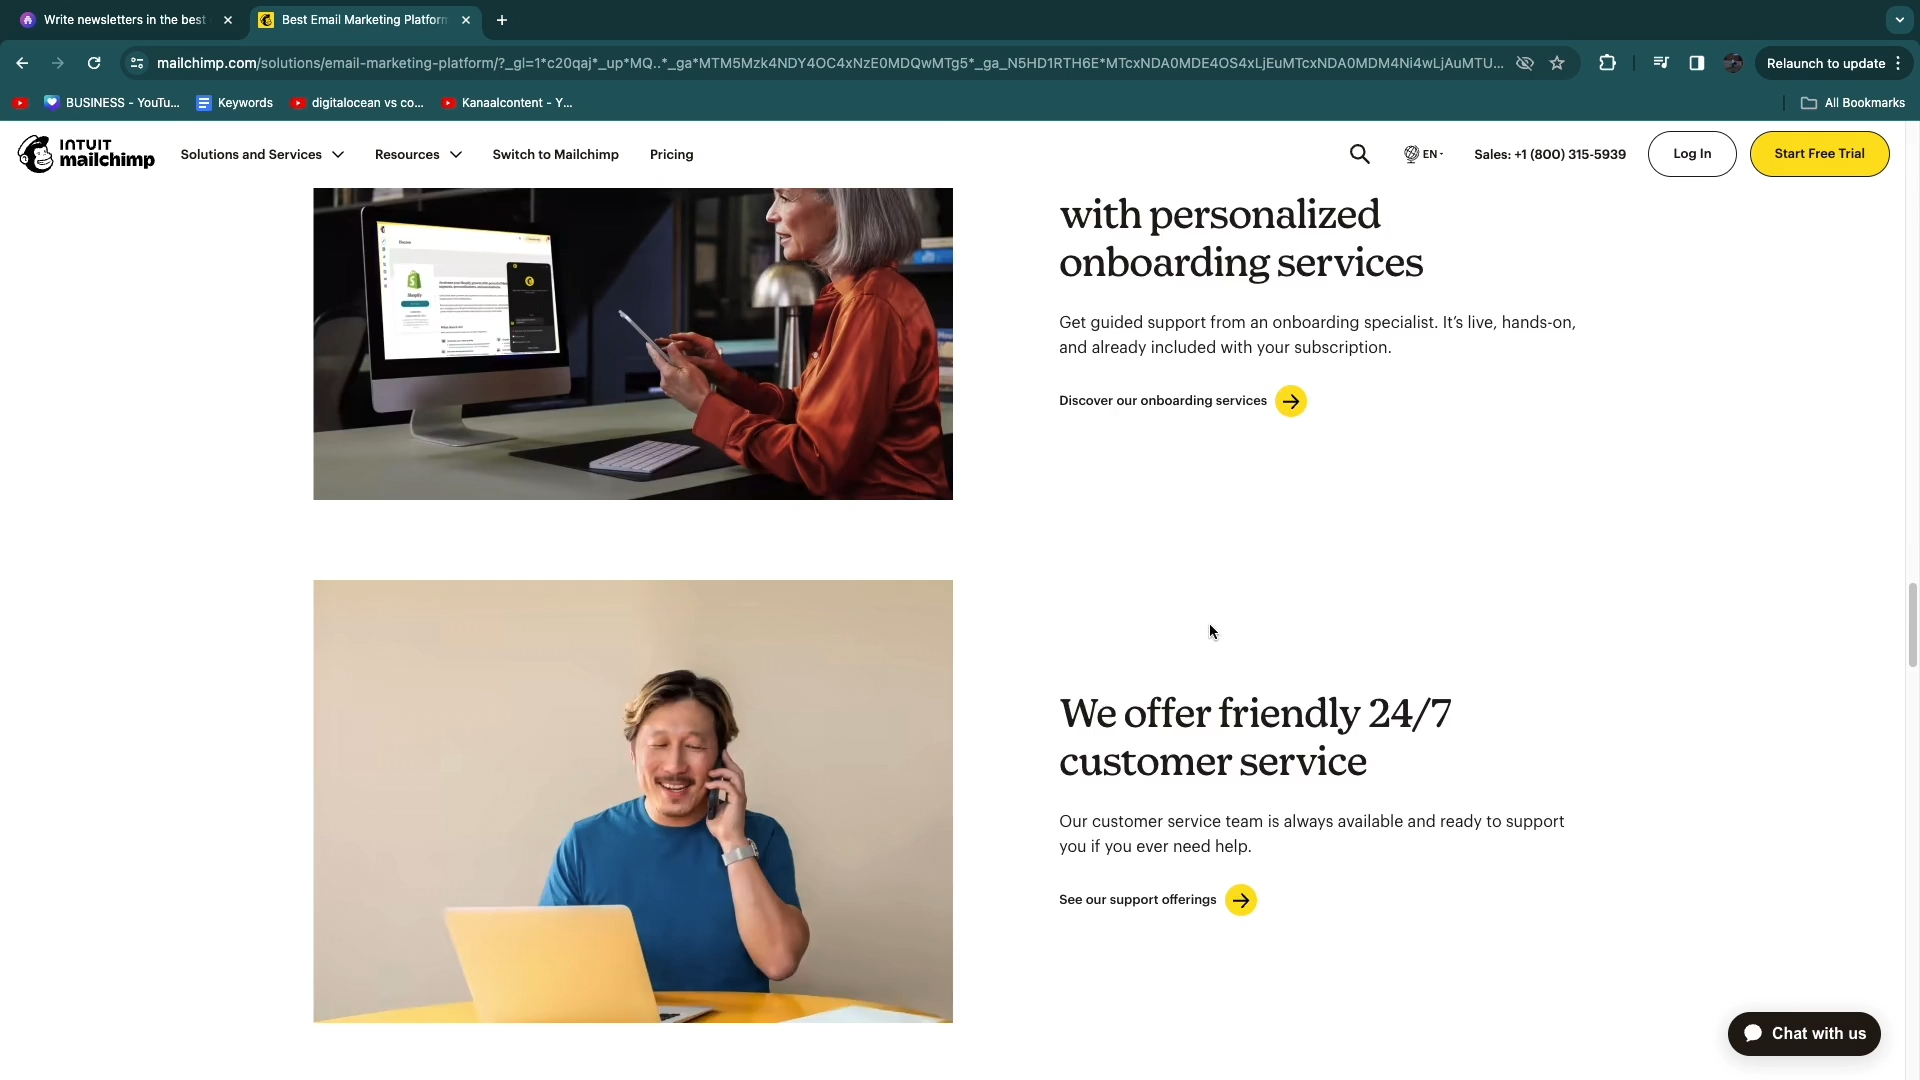 Write newsletters in the best
Best Email Marketing Platform
mailchimp.com/solutions/email-marketing-platform/?_gl=1*c20qaj*_up*MQ..*_ga*MTM5Mzk4NDY4OC4xNzE0MDQwMTg5*_ga_N5HD1RTH6E*MTcxNDA0MDE4OS4xLjEuMTcxNDA0MDM4Ni4wLjAuMTU...
Relaunch to update
BUSINESS - YouTu...
Keywords
digitalocean vs co...
Kanaalcontent - Y...
All Bookmarks
INTUIT
mailchimp
Solutions and Services
Resources
Switch to Mailchimp
Pricing
EN
Sales: +1 (800) 315-5939
Log In
Start Free Trial
Discover
Shopify
with personalized
onboarding services
Get guided support from an onboarding specialist. It’s live, hands-on,
and already included with your subscription.
Discover our onboarding services
We offer friendly 24/7
customer service
Our customer service team is always available and ready to support
you if you ever need help.
See our support offerings
Chat with us